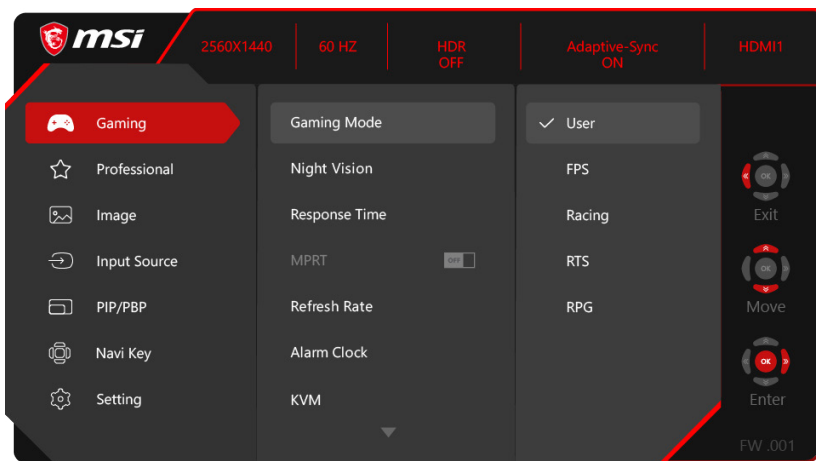 msi
2560X1440
60 HZ
HDR
OFF
Adaptive-Sync
ON
HDMI1
Gaming
Professional
Image
Input Source
PIP/PBP
Navi Key
Setting
Gaming Mode
Night Vision
Response Time
MPRT
OFF
Refresh Rate
Alarm Clock
KVM
User
FPS
Racing
RTS
RPG
OK
Exit
OK
Move
OK
Enter
FW .001